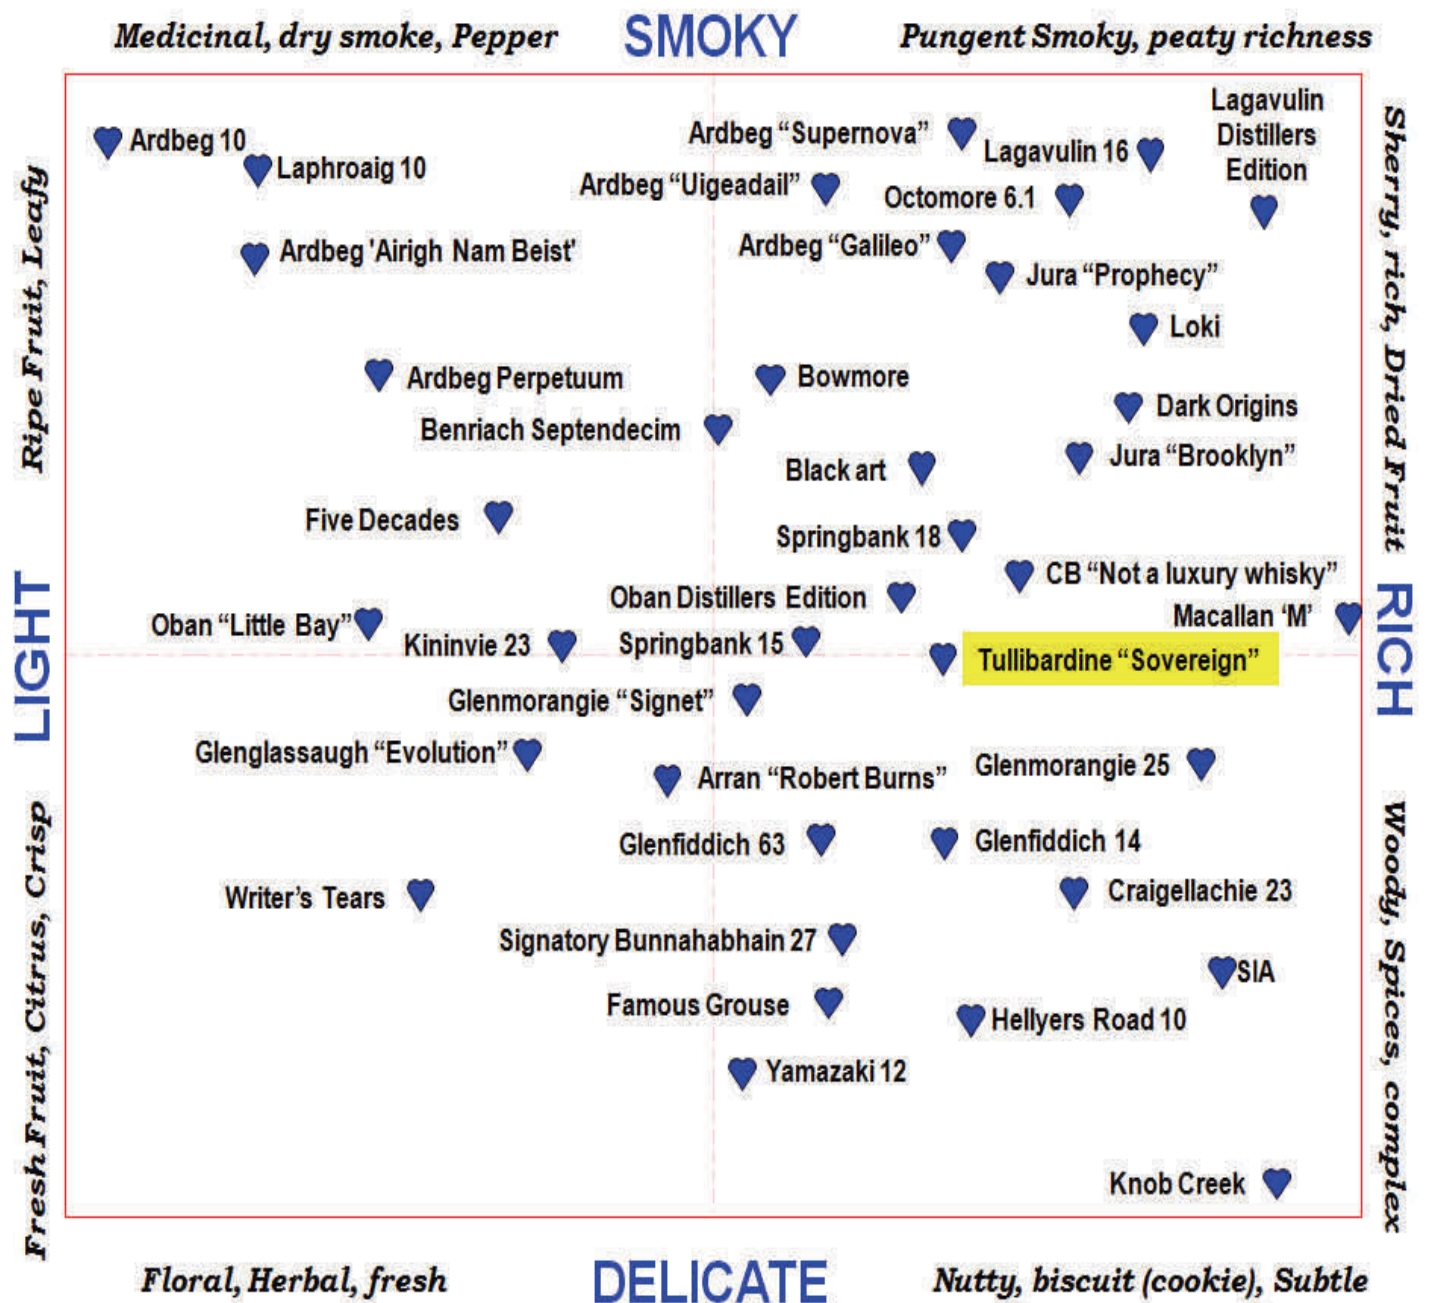 Medicinal, dry smoke, Pepper
SMOKY
Pungent Smoky, peaty richness
Ripe Fruit, Leafy
LIGHT
Fresh Fruit, Citrus, Crisp
Sherry, rich, Dried Fruit
RICH
Woody, Spices, complex
Ardbeg 10
Laphroaig 10
Ardbeg 'Airigh Nam Beist'
Ardbeg “Supernova”
Lagavulin 16
Lagavulin
Distillers
Edition
Ardbeg “Uigeadail”
Octomore 6.1
Ardbeg “Galileo”
Jura “Prophecy”
Loki
Ardbeg Perpetuum
Bowmore
Dark Origins
Benriach Septendecim
Black art
Jura “Brooklyn”
Five Decades
Springbank 18
CB “Not a luxury whisky”
Oban Distillers Edition
Macallan ‘M’
Oban “Little Bay”
Kininvie 23
Springbank 15
Tullibardine “Sovereign”
Glenmorangie “Signet”
Glenglassaugh “Evolution”
Arran “Robert Burns”
Glenmorangie 25
Glenfiddich 63
Glenfiddich 14
Writer’s Tears
Craigellachie 23
Signatory Bunnahabhain 27
SIA
Famous Grouse
Hellyers Road 10
Yamazaki 12
Knob Creek
Floral, Herbal, fresh
DELICATE
Nutty, biscuit (cookie), Subtle